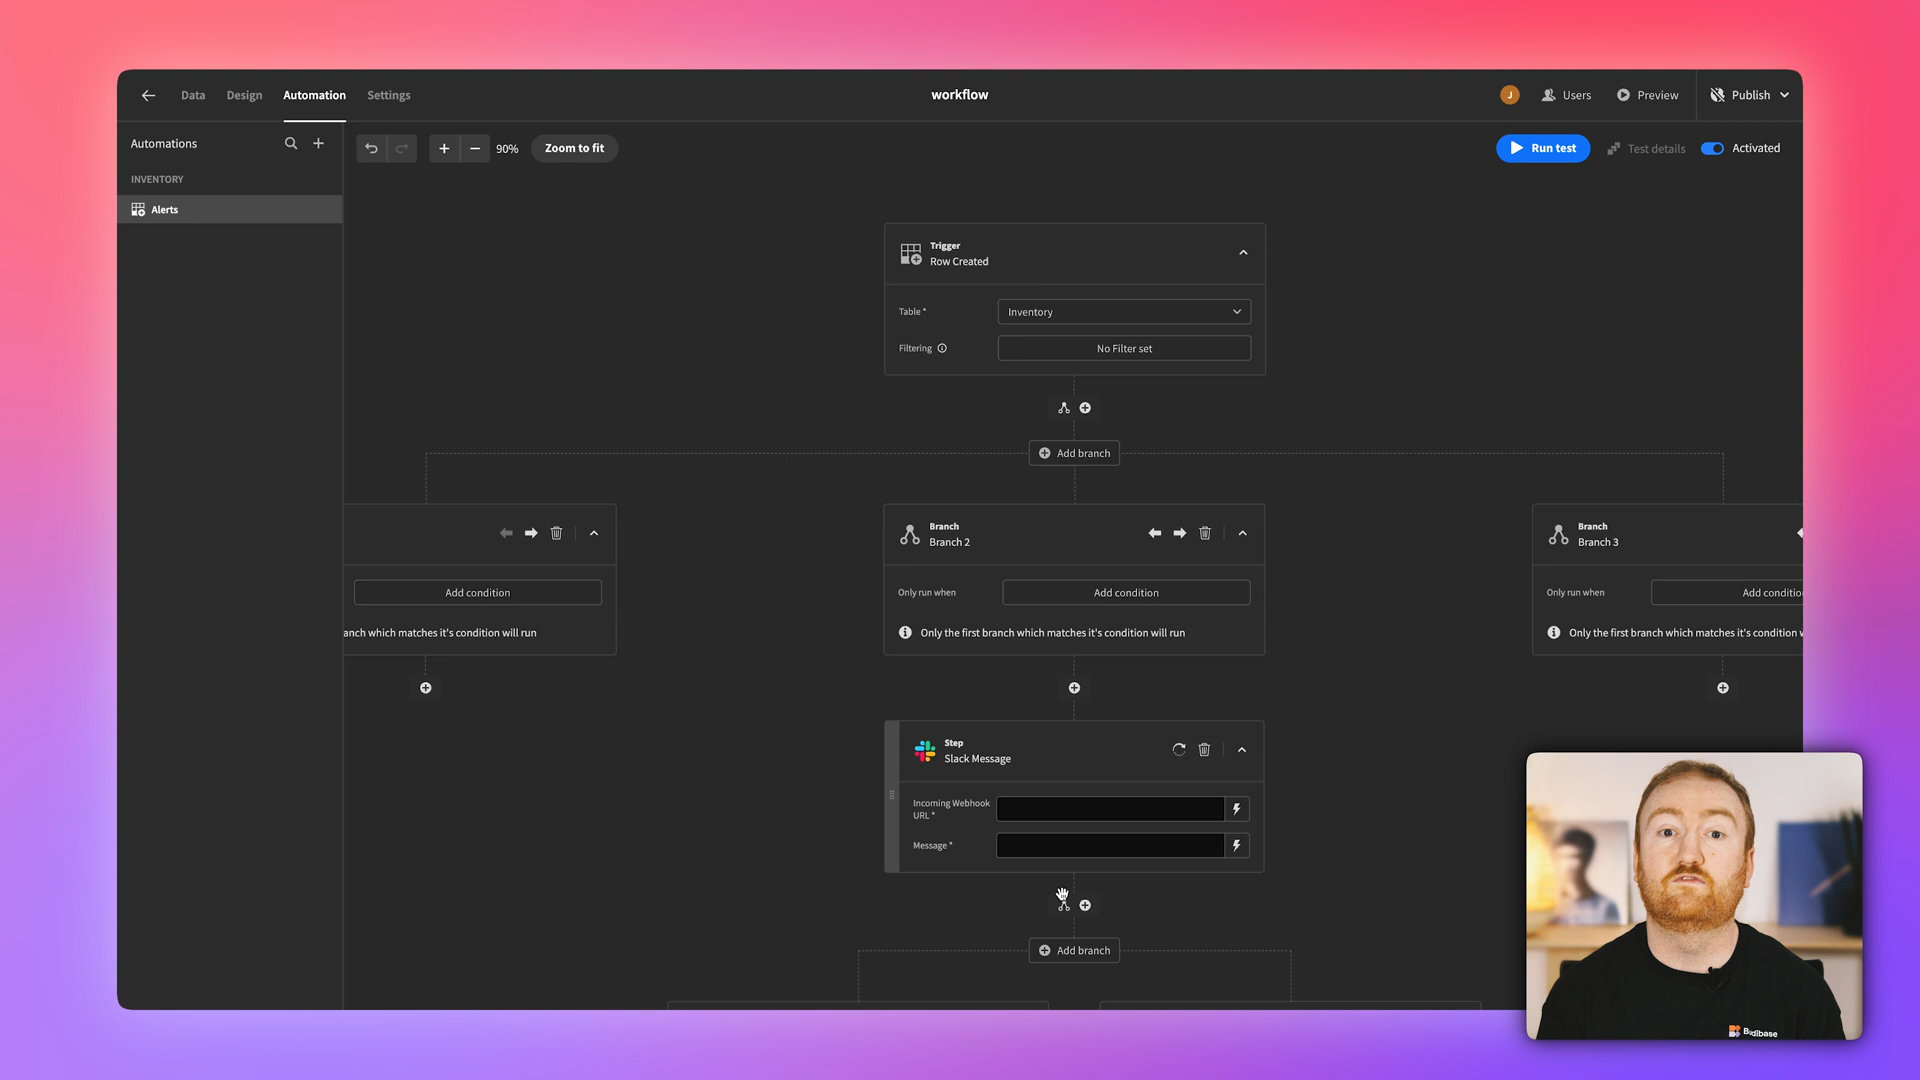 Data
Design
Automation
Settings
workflow
J
Users
Preview
Publish
Automations
90%
Zoom to fit
Run test
Test details
Activated
INVENTORY
Alerts
Trigger
Row Created
Table *
Inventory
Filtering
No Filter set
Add branch
Branch
Branch 2
Branch
Branch 3
Add condition
Only run when
Add condition
Only run when
Add conditio
anch which matches it's condition will run
Only the first branch which matches it's condition will run
Only the first branch which matches it's condition
Step
Slack Message
Incoming Webhook
URL *
Message *
Add branch
Budibase